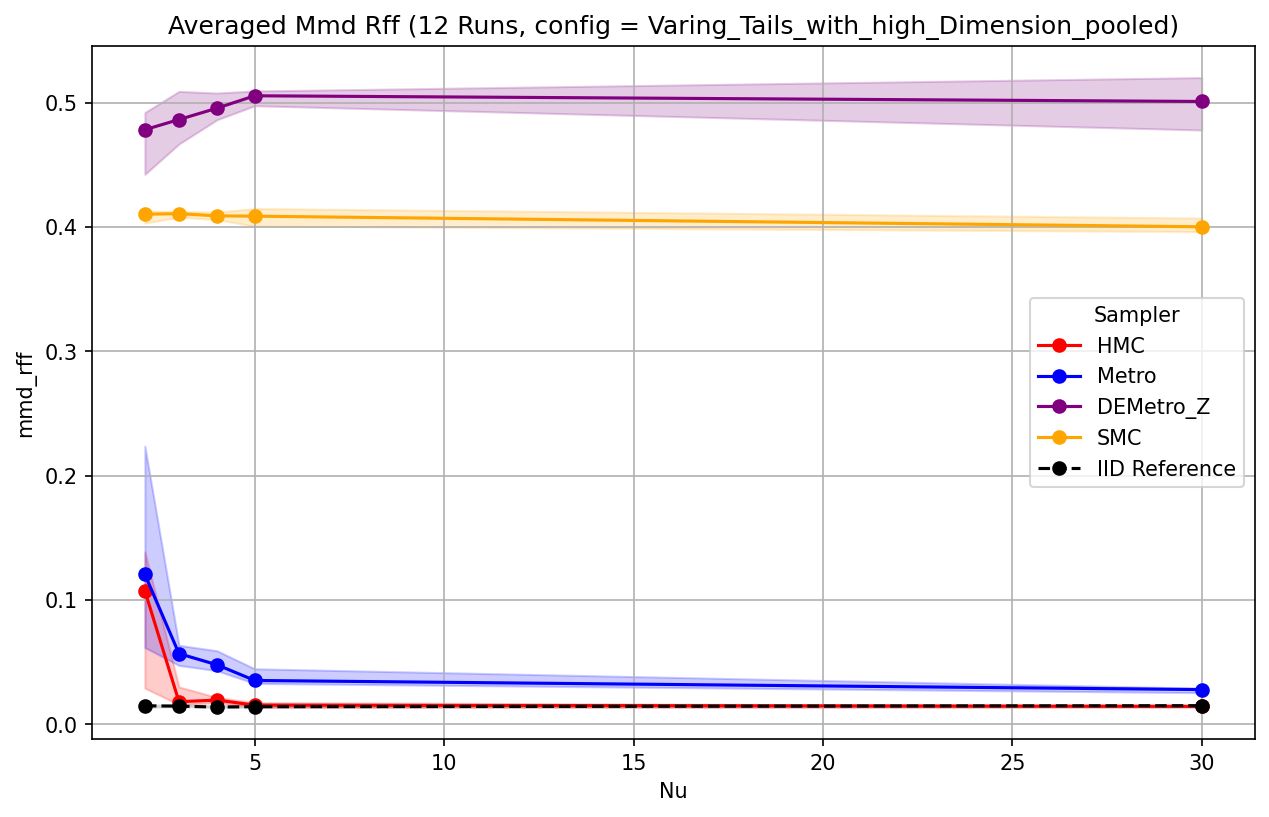 Averaged Mmd Rff (12 Runs, config = Varing_Tails_with_high_Dimension_pooled)
mmd_rff
0.5
0.4
0.3
0.2
0.1
0.0
Sampler
HMC
Metro
DEMetro_Z
SMC
IID Reference
5 10 15 20 25 30
Nu